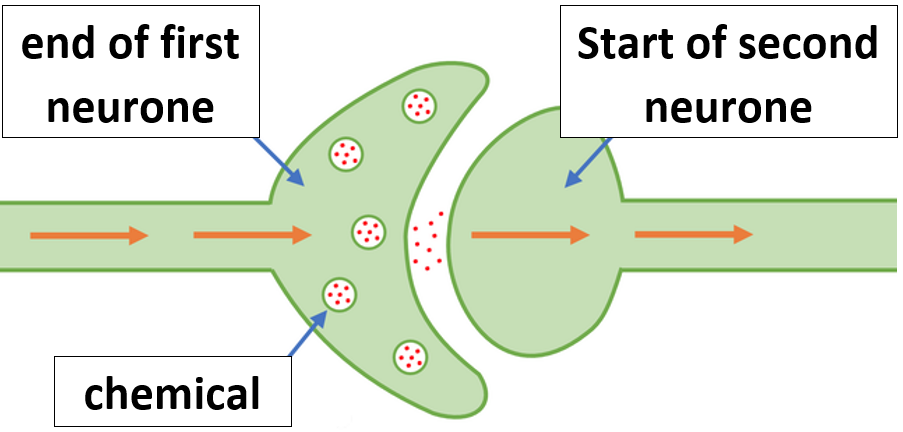 end of first
neurone
Start of second
neurone
chemical